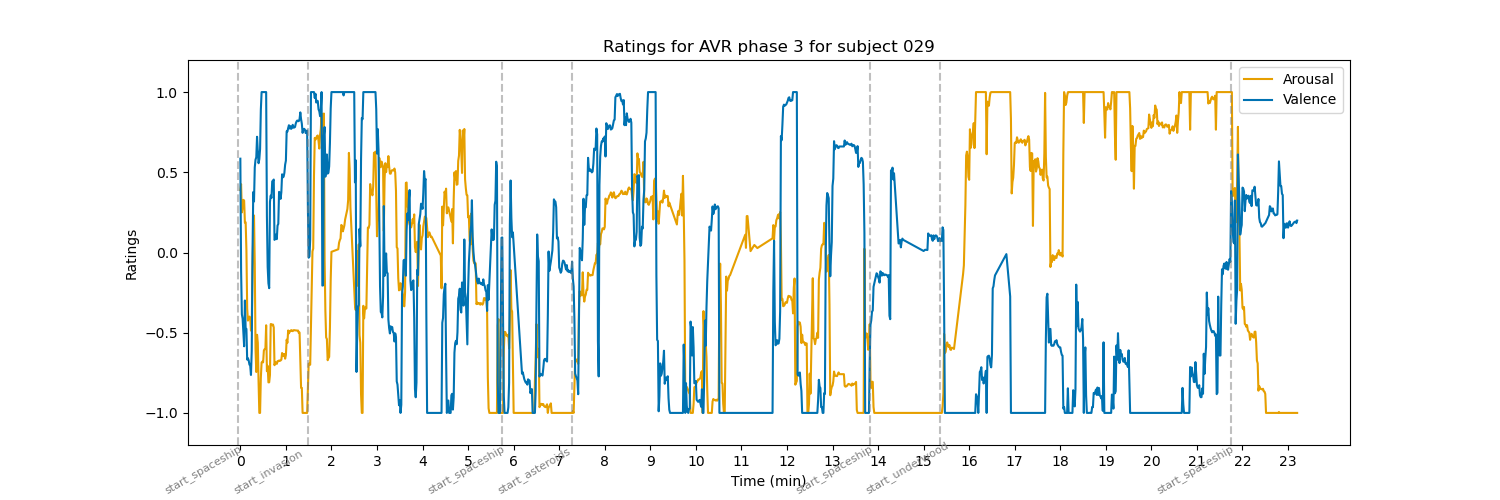 Ratings for AVR phase 3 for subject 029
Arousal
Valence
Ratings
1.0
0.5
0.0
−0.5
−1.0
0 1 2 3 4 5 6 7 8 9 10 11 12 13 14 15 16 17 18 19 20 21 22 23
start_spaceship
start_invasion
start_spaceship
start_asteroids
start_spaceship
start_underwood
start_spaceship
Time (min)